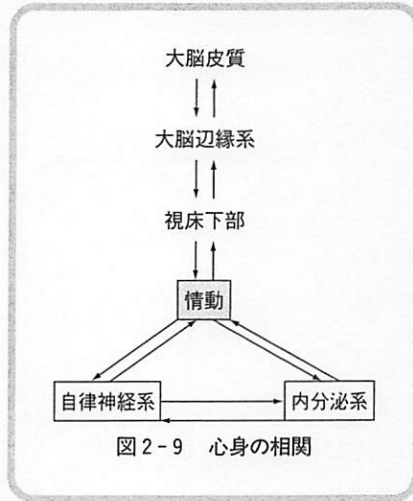 大脳皮質
大脳辺縁系
視床下部
情動
自律神経系
内分泌系
図2-9 心身の相関